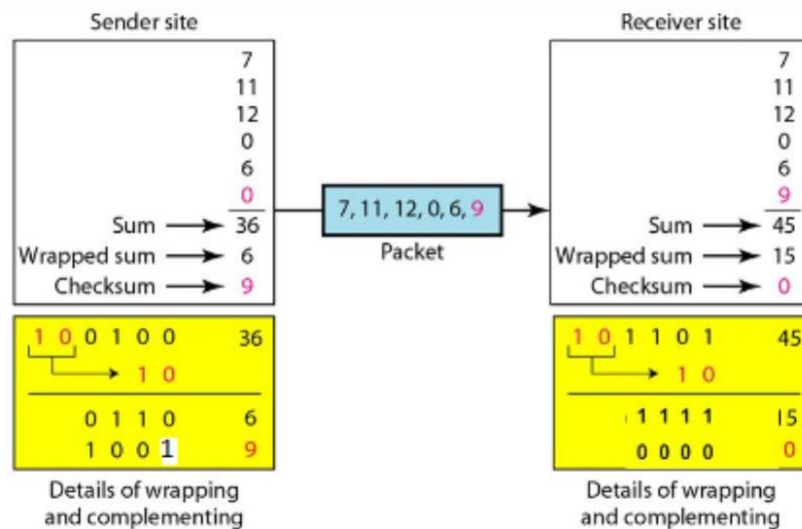 Sender site
7
11
12
0
6
0
Sum 36
Wrapped sum 6
Checksum 9
1 0 0 1 0 0 36
1 0
0 1 1 0 6
1 0 0 1 9
Details of wrapping
and complementing
7, 11, 12, 0, 6, 9
Packet
Receiver site
7
11
12
0
6
9
Sum 45
Wrapped sum 15
Checksum 0
1 0 1 1 0 1 45
1 0
1 1 1 1 15
0 0 0 0 0
Details of wrapping
and complementing